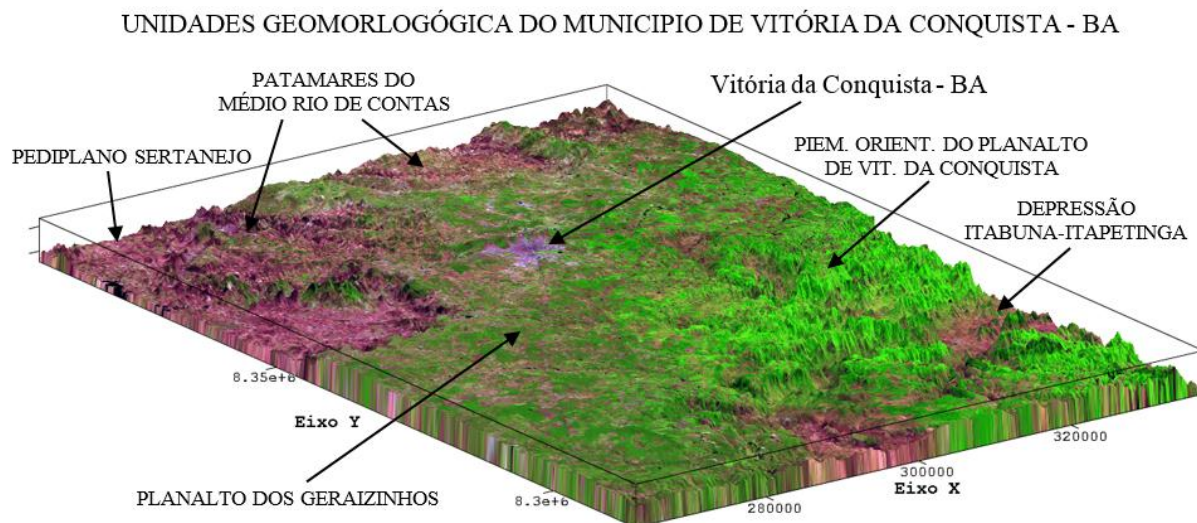 UNIDADES GEOMORLOGÓGICA DO MUNICIPIO DE VITÓRIA DA CONQUISTA - BA
PATAMARES DO
MÉDIO RIO DE CONTAS
Vitória da Conquista - BA
PEDIPLANO SERTANEJO
PIEM. ORIENT. DO PLANALTO
DE VIT. DA CONQUISTA
DEPRESSÃO
ITABUNA-ITAPETINGA
8.35e+6
Eixo Y
320000
300000
Eixo X
8.3e+6
280000
PLANALTO DOS GERAIZINHOS